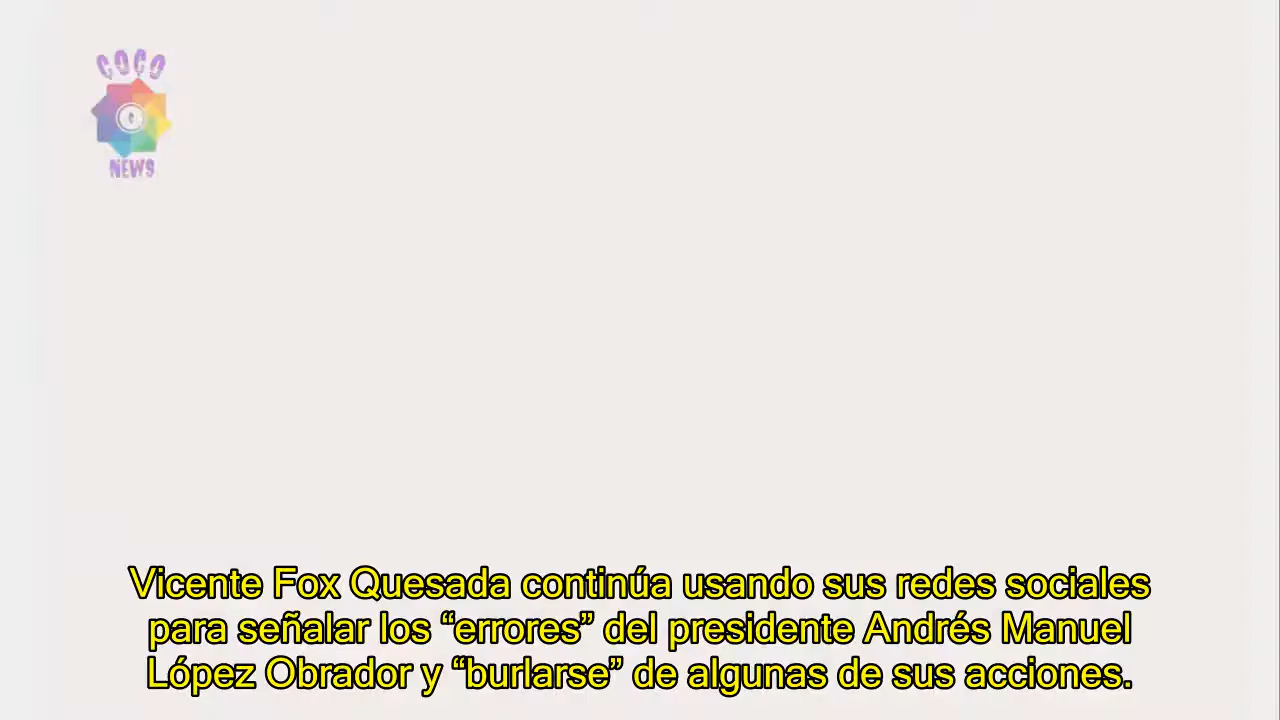 COCO
NEWS
Vicente Fox Quesada continúa usando sus redes sociales
para señalar los “errores” del presidente Andrés Manuel
López Obrador y “burlarse” de algunas de sus acciones.